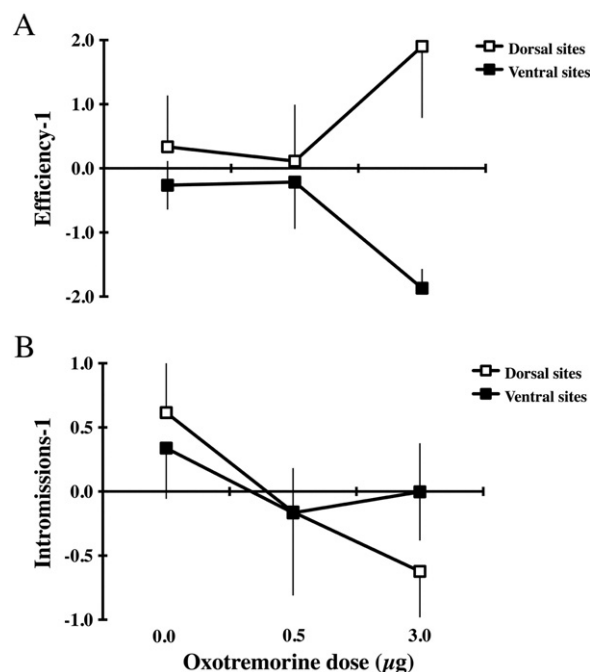 A
Efficiency-1
2.0
1.0
0.0
-1.0
-2.0
Dorsal sites
Ventral sites
B
Intromissions-1
1.0
0.5
0.0
-0.5
-1.0
Dorsal sites
Ventral sites
0.0 0.5 3.0
Oxotremorine dose (µg)